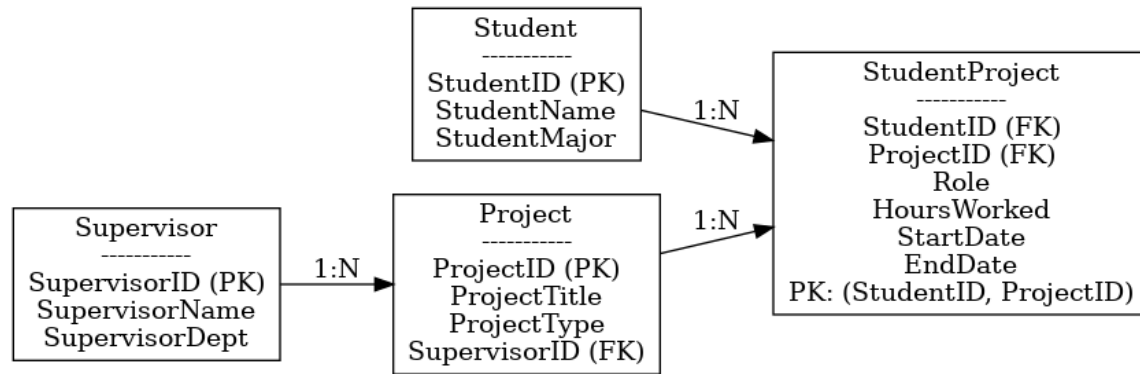 Student
-----------
StudentID (PK)
StudentName
StudentMajor
1:N
StudentProject
-----------
StudentID (FK)
ProjectID (FK)
Role
HoursWorked
StartDate
EndDate
PK: (StudentID, ProjectID)
Supervisor
-----------
SupervisorID (PK)
SupervisorName
SupervisorDept
1:N
Project
-----------
ProjectID (PK)
ProjectTitle
ProjectType
SupervisorID (FK)
1:N